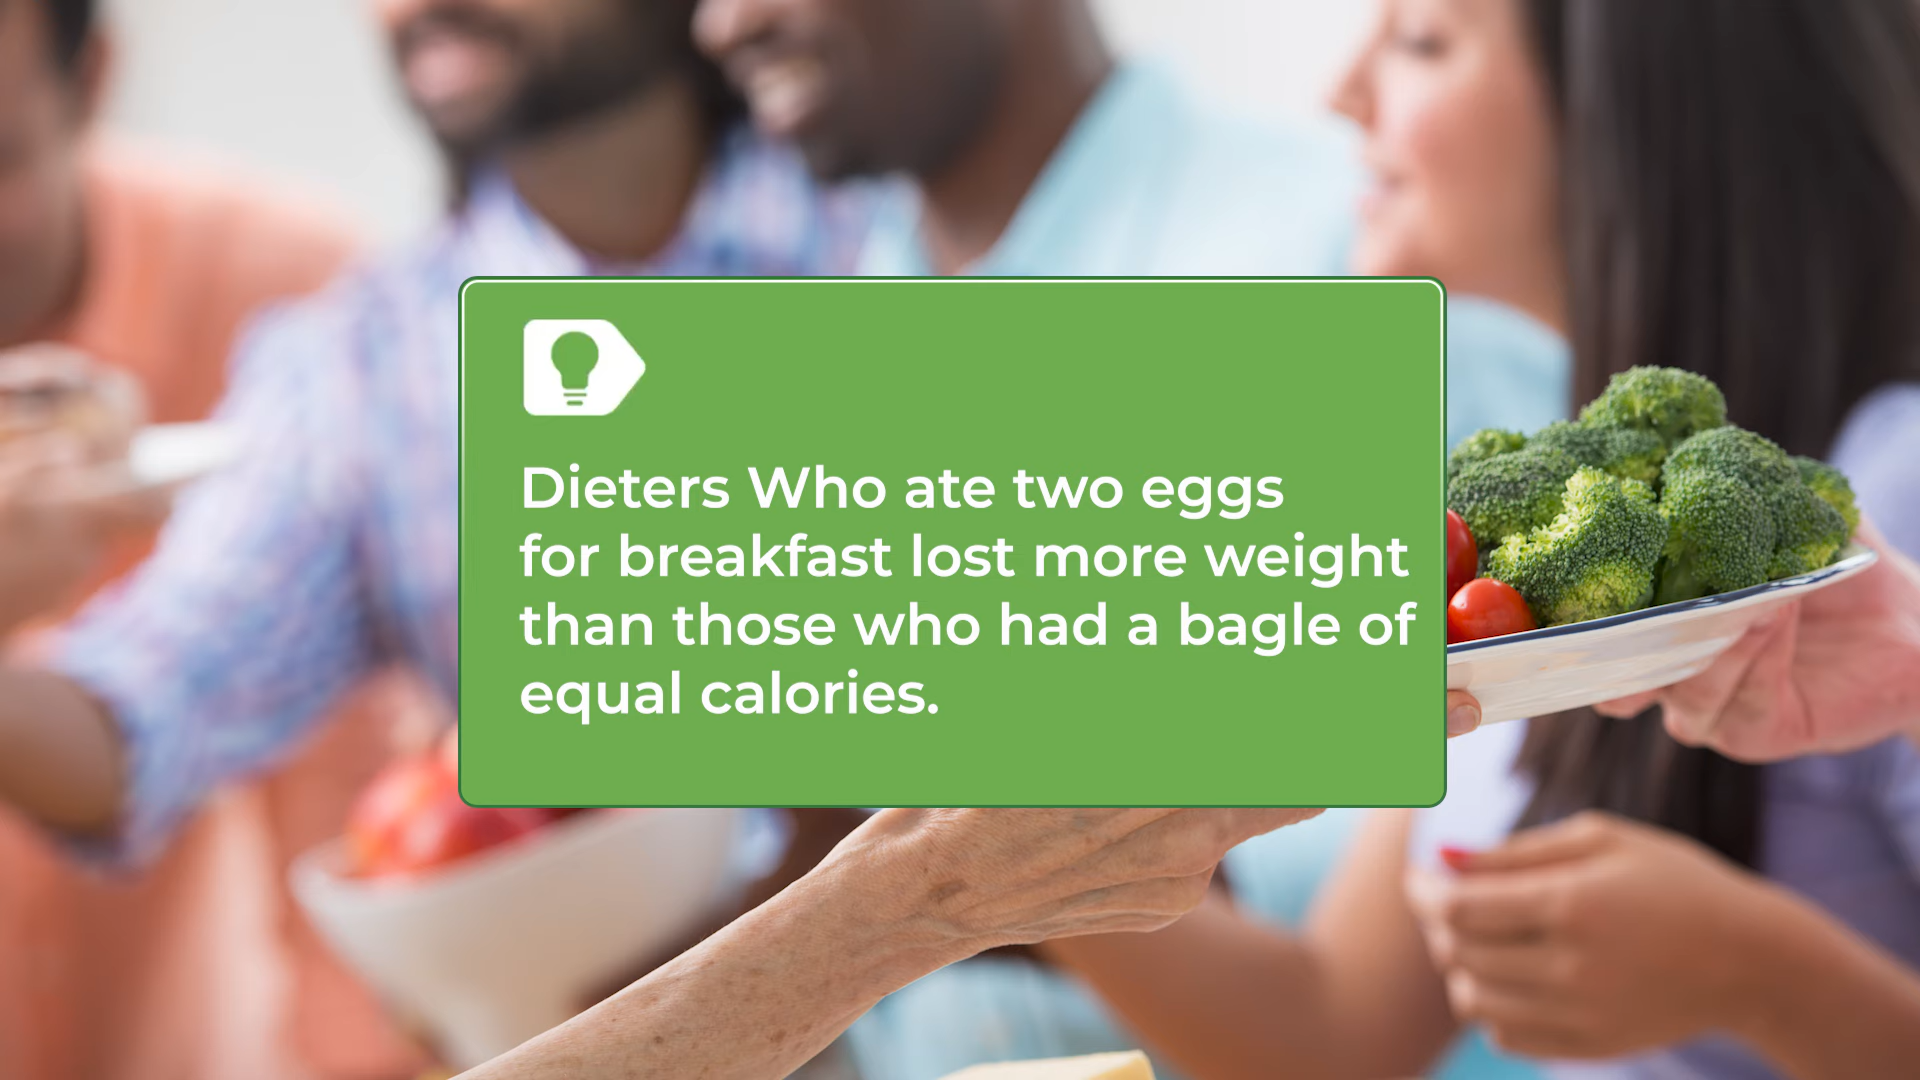 Dieters Who ate two eggs
for breakfast lost more weight
than those who had a bagle of
equal calories.